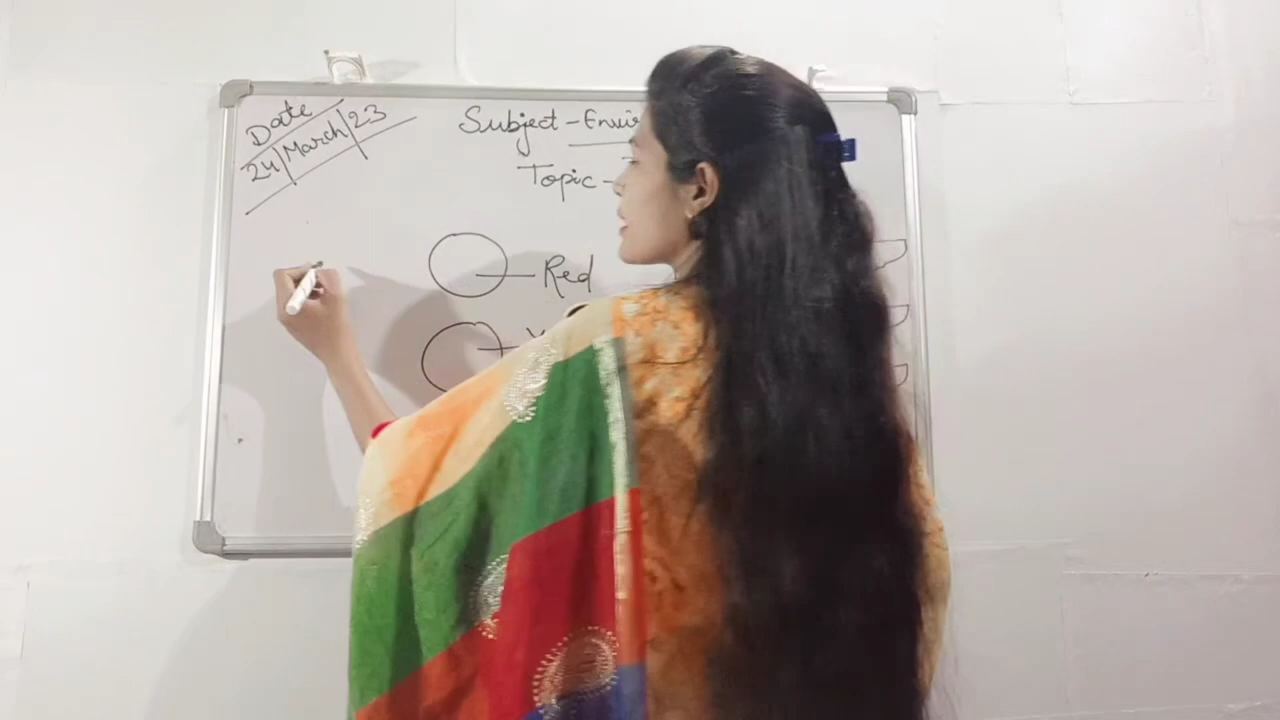 Date
24/March/23
Subject - Envir
Topic -
Red